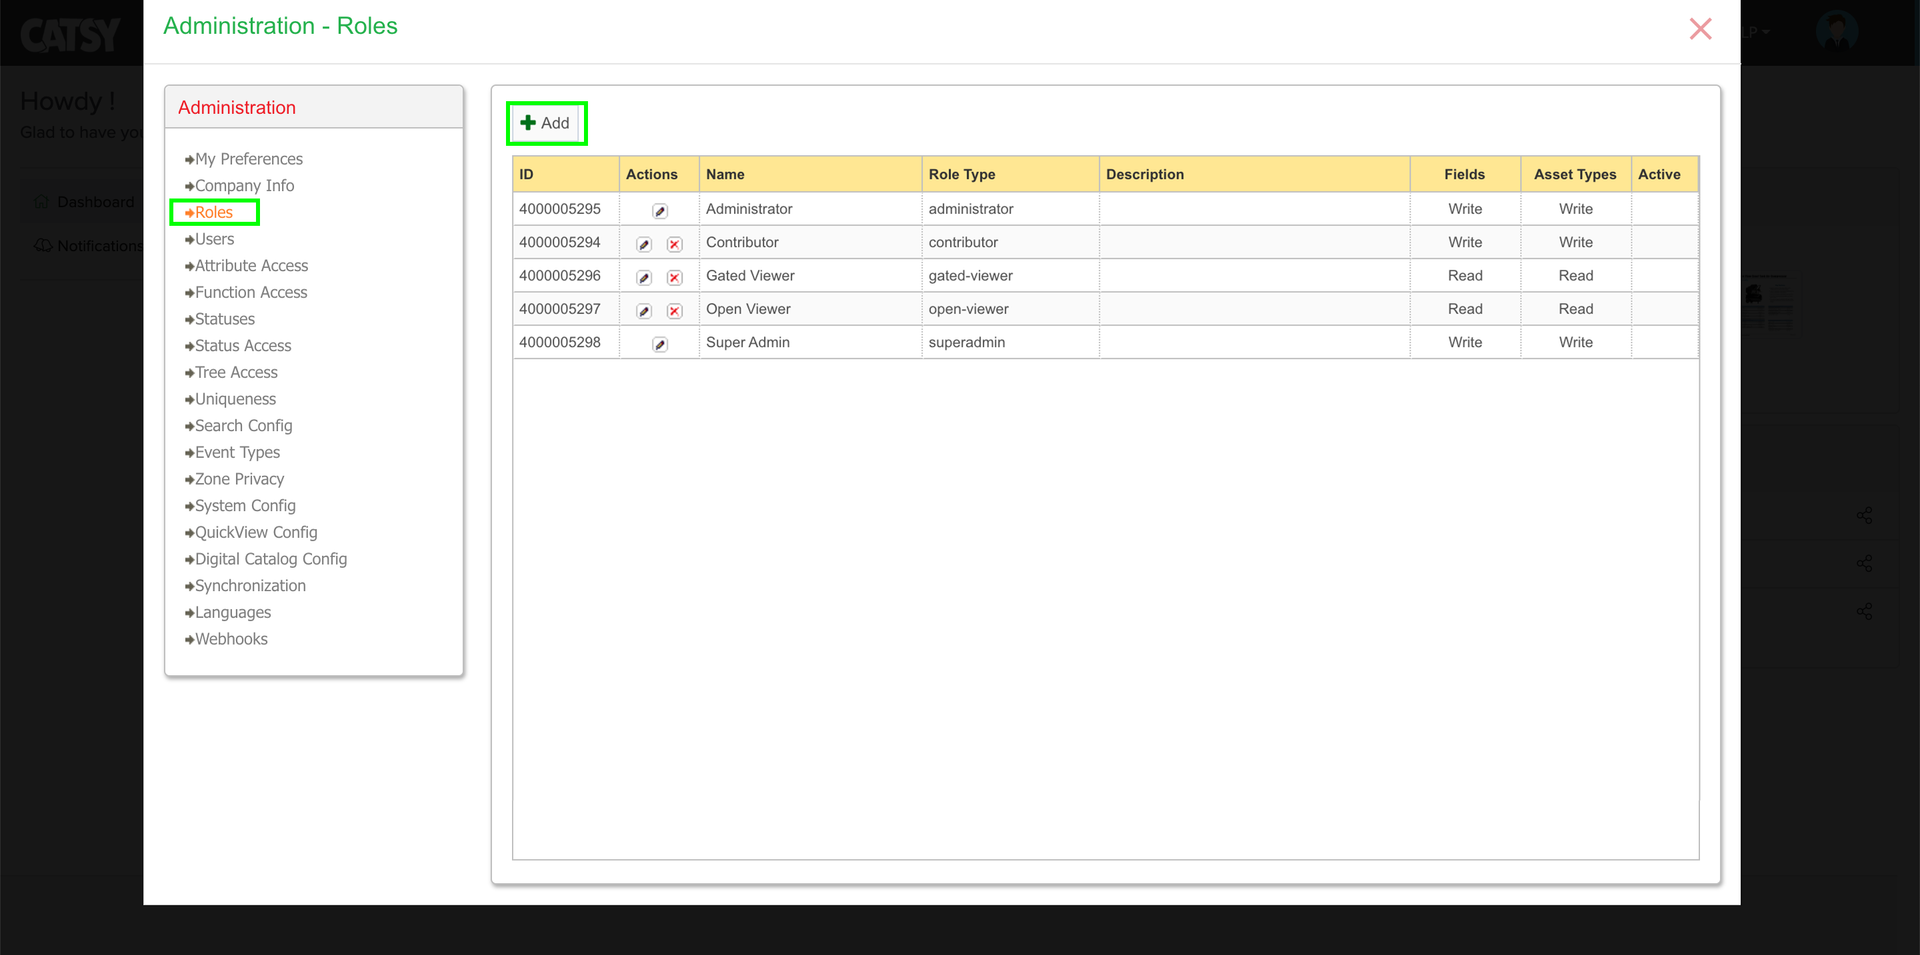 CATSY
Administration - Roles
LP
Howdy !
Glad to have you
Dashboard
Notifications
Administration
My Preferences
Company Info
Roles
Users
Attribute Access
Function Access
Statuses
Status Access
Tree Access
Uniqueness
Search Config
Event Types
Zone Privacy
System Config
QuickView Config
Digital Catalog Config
Synchronization
Languages
Webhooks
Add
ID Actions Name Role Type Description Fields Asset Types Active
4000005295 Administrator administrator Write Write
4000005294 Contributor contributor Write Write
4000005296 Gated Viewer gated-viewer Read Read
4000005297 Open Viewer open-viewer Read Read
4000005298 Super Admin superadmin Write Write